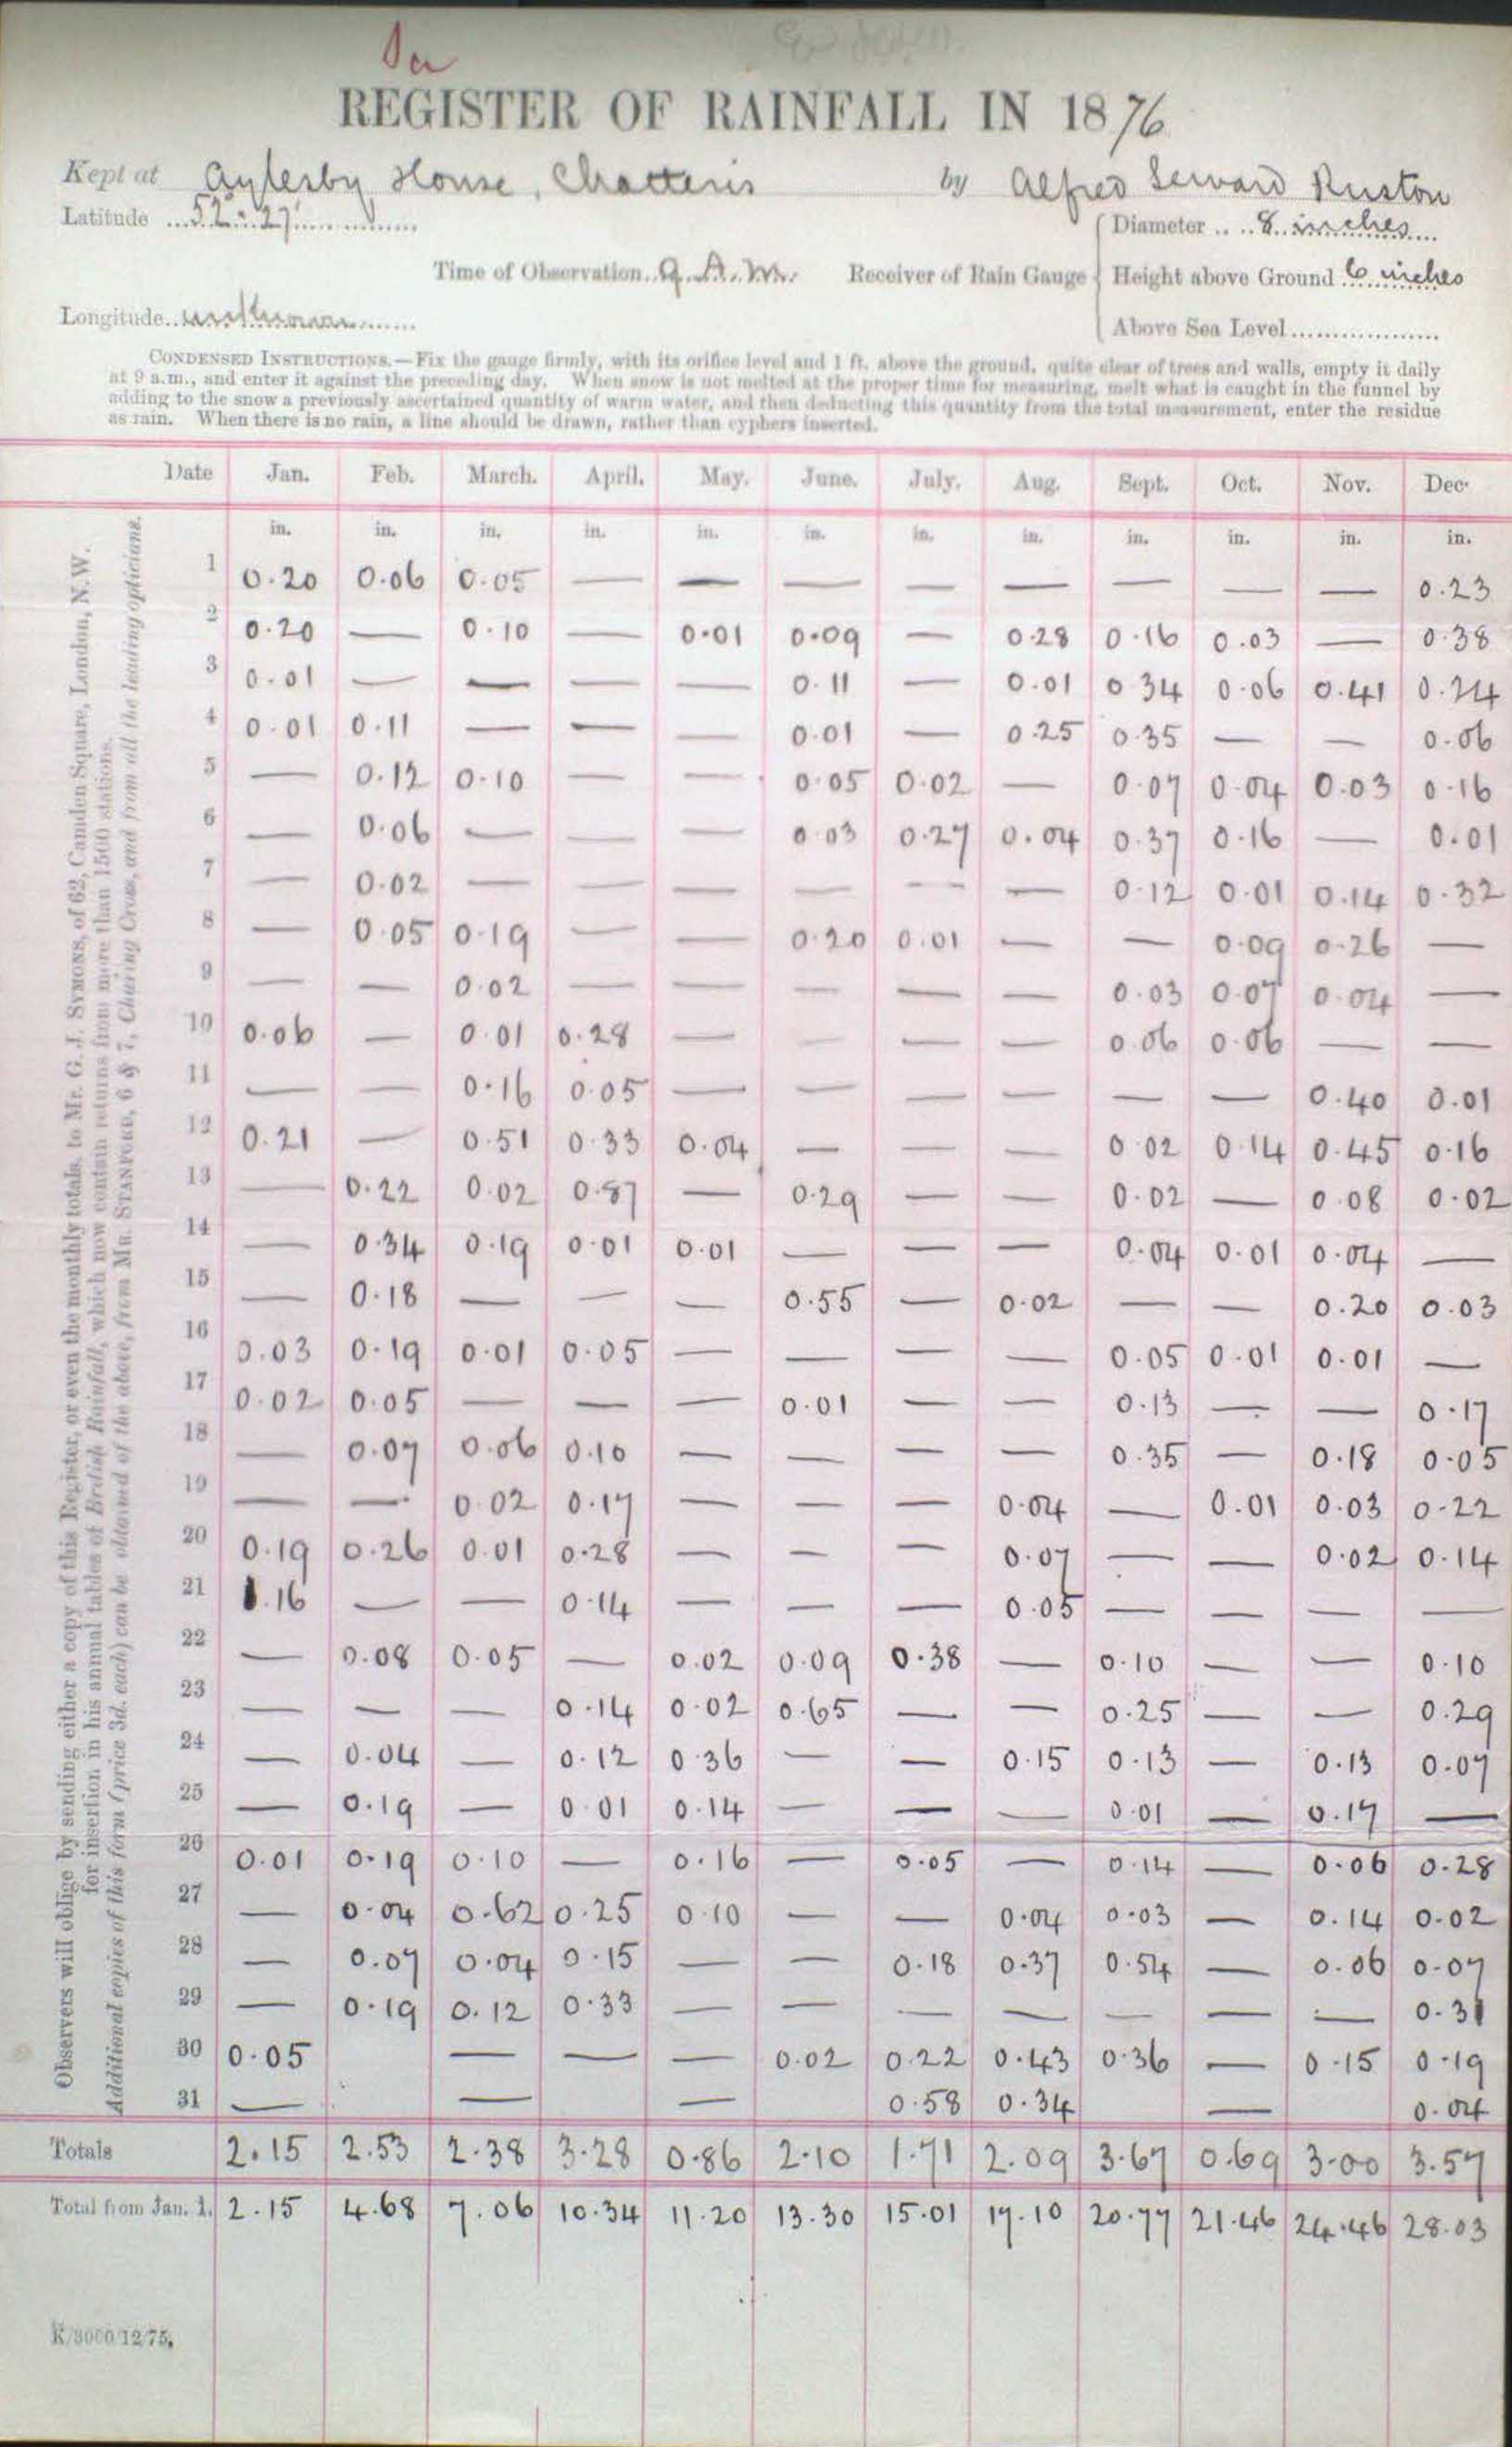 REGISTER OF RAINFALL IN 1876
Kept at Aylesby House, Chatteris by Alfred Seward Ruston
Latitude 52° 27'
Diameter 8 inches
Time of Observation 9 A.M. Receiver of Rain Gauge Height above Ground 6 inches
Longitude unknown
Above Sea Level
CONDENSED INSTRUCTIONS.—Fix the gauge firmly, with its orifice level and 1 ft. above the ground, quite clear of trees and walls, empty it daily
at 9 a.m., and enter it against the preceding day. When snow is not melted at the proper time for measuring, melt what is caught in the funnel by
adding to the snow a previously ascertained quantity of warm water, and then deducting this quantity from the total measurement, enter the residue
as rain. When there is no rain, a line should be drawn, rather than cyphers inserted.
Date Jan. Feb. March. April. May. June. July. Aug. Sept. Oct. Nov. Dec.
in. in. in. in. in. in. in. in. in. in. in. in.
1 0.20 0.06 0.05 — — — — — — — — 0.23
2 0.20 — 0.10 — 0.01 0.09 — 0.28 0.16 0.03 — 0.38
3 0.01 — — — — 0.11 — 0.01 0.34 0.06 0.41 0.24
4 0.01 0.11 — — — 0.01 — 0.25 0.35 — — 0.06
5 — 0.12 0.10 — — 0.05 0.02 — 0.07 0.04 0.03 0.16
6 — 0.06 — — — 0.03 0.27 0.04 0.37 0.16 — 0.01
7 — 0.02 — — — — — — 0.12 0.01 0.14 0.32
8 — 0.05 0.19 — — 0.20 0.01 — — 0.09 0.26 —
9 — — 0.02 — — — — — 0.03 0.07 0.04 —
10 0.06 — 0.01 0.28 — — — — 0.06 0.06 — —
11 — — 0.16 0.05 — — — — — — 0.40 0.01
12 0.21 — 0.51 0.33 0.04 — — — 0.02 0.14 0.45 0.16
13 — 0.22 0.02 0.87 — 0.29 — — 0.02 — 0.08 0.02
14 — 0.34 0.19 0.01 0.01 — — — 0.04 0.01 0.04 —
15 — 0.18 — — — 0.55 — 0.02 — — 0.20 0.03
16 0.03 0.19 0.01 0.05 — — — — 0.05 0.01 0.01 —
17 0.02 0.05 — — — 0.01 — — 0.13 — — 0.17
18 — 0.07 0.06 0.10 — — — — 0.35 — 0.18 0.05
19 — — 0.02 0.17 — — — 0.04 — 0.01 0.03 0.22
20 0.19 0.26 0.01 0.28 — — — 0.07 — — 0.02 0.14
21 1.16 — — 0.14 — — — 0.05 — — — —
22 — 0.08 0.05 — 0.02 0.09 0.38 — 0.10 — — 0.10
23 — — — 0.14 0.02 0.65 — — 0.25 — — 0.29
24 — 0.04 — 0.12 0.36 — — 0.15 0.13 — 0.13 0.07
25 — 0.19 — 0.01 0.14 — — — 0.01 — 0.17 —
26 0.01 0.19 0.10 — 0.16 — 0.05 — 0.14 — 0.06 0.28
27 — 0.04 0.62 0.25 0.10 — — 0.04 0.03 — 0.14 0.02
28 — 0.07 0.04 0.15 — — 0.18 0.37 0.54 — 0.06 0.07
29 — 0.19 0.12 0.33 — — — — — — — 0.31
30 0.05 — — — 0.02 0.22 0.43 0.36 — 0.15 0.19
31 — — — 0.58 0.34 — 0.04
Totals 2.15 2.53 2.38 3.28 0.86 2.10 1.71 2.09 3.67 0.69 3.00 3.57
Total from Jan. 1. 2.15 4.68 7.06 10.34 11.20 13.30 15.01 17.10 20.77 21.46 24.46 28.03
K/3000/12/75.
Observers will oblige by sending either a copy of this Register, or even the monthly totals, to Mr. G. J. SYMONS, of 62, Camden Square, London, N.W.
for insertion in his annual tables of British Rainfall, which now contain returns from more than 1500 stations.
Additional copies of this form (price 3d. each) can be obtained of the above, from MR. STANFORD, 6 & 7, Charing Cross, and from all the leading opticians.